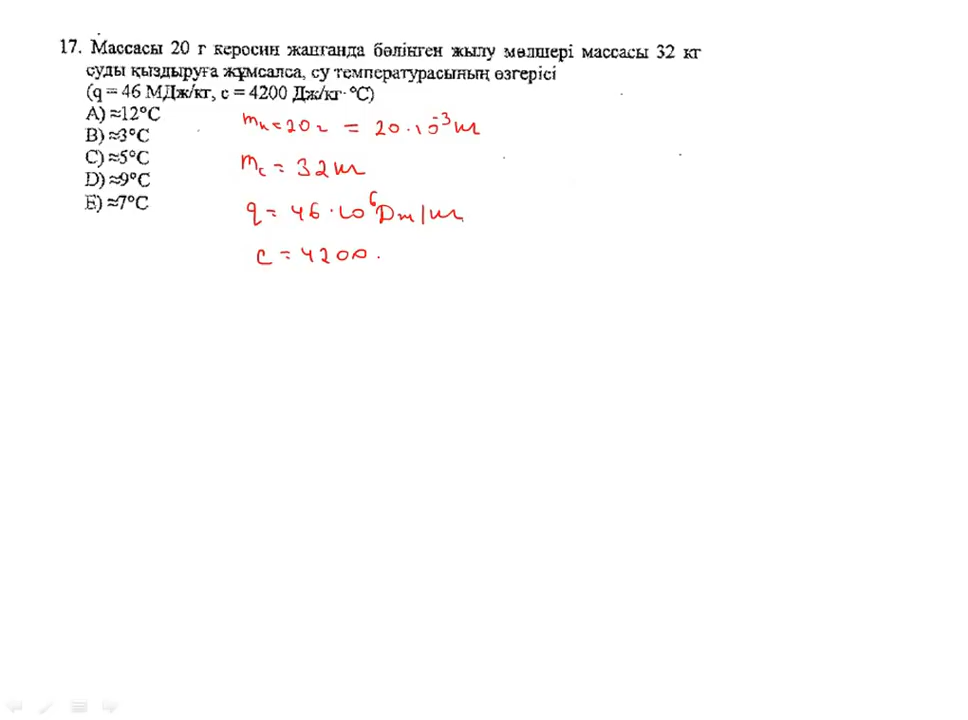 17. Массасы 20 г керосин жанғанда бөлінген жылу мөлшері массасы 32 кг
суды қыздыруға жұмсалса, су температурасының өзгерісі
(q = 46 МДж/кг, c = 4200 Дж/кг·°C)
A) ≈12°C
B) ≈3°C
C) ≈5°C
D) ≈9°C
E) ≈7°C
mк = 20г = 20·10⁻³ кг
mс = 32 кг
q = 46·10⁶ Дж/кг
c = 4200.